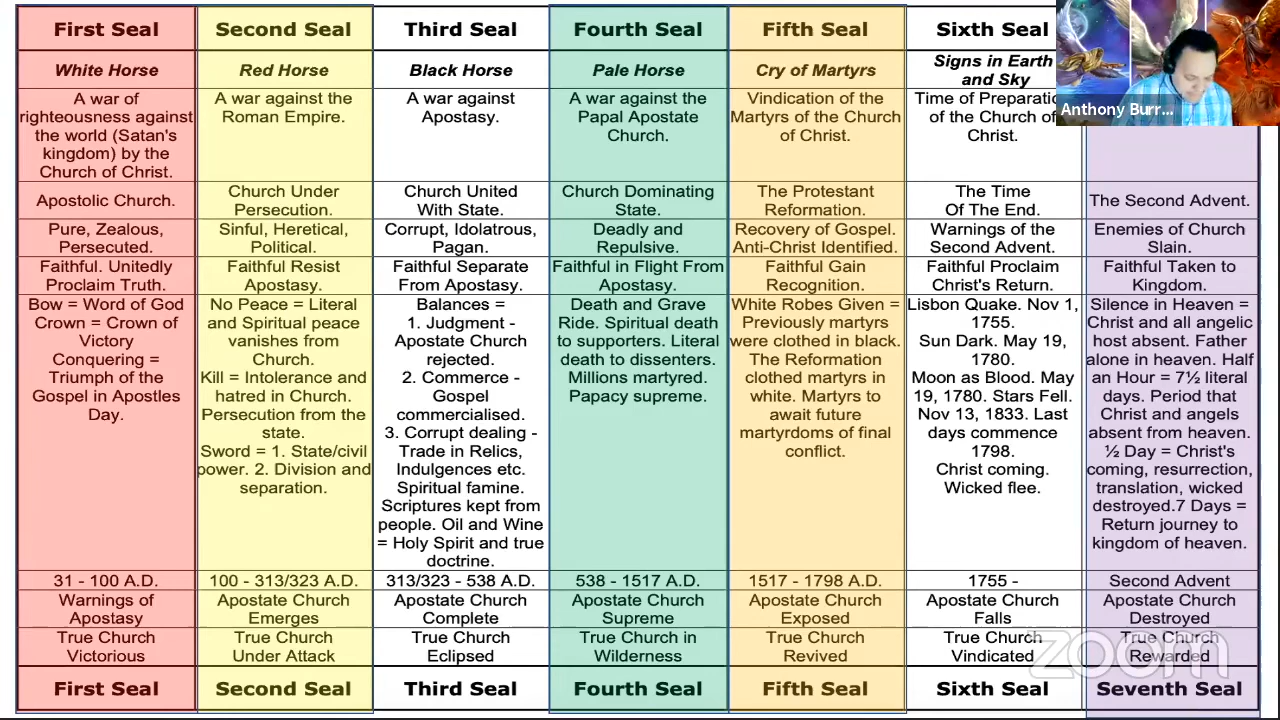 First Seal
Second Seal
Third Seal
Fourth Seal
Fifth Seal
Sixth Seal
White Horse
Red Horse
Black Horse
Pale Horse
Cry of Martyrs
Signs in Earth
and Sky
Anthony Burr...
A war of
righteousness against
the world (Satan's
kingdom) by the
Church of Christ.
A war against the
Roman Empire.
A war against
Apostasy.
A war against the
Papal Apostate
Church.
Vindication of the
Martyrs of the Church
of Christ.
Time of
of the Church of
Christ.
Apostolic Church.
Church Under
Persecution.
Church United
With State.
Church Dominating
State.
The Protestant
Reformation.
The Time
Of The End.
The Second Advent.
Pure, Zealous,
Persecuted.
Sinful, Heretical,
Political.
Corrupt, Idolatrous,
Pagan.
Deadly and
Repulsive.
Recovery of Gospel.
Anti-Christ Identified.
Warnings of the
Second Advent.
Enemies of Church
Slain.
Faithful. Unitedly
Proclaim Truth.
Faithful Resist
Apostasy.
Faithful Separate
From Apostasy.
Faithful in Flight From
Apostasy.
Faithful Gain
Recognition.
Faithful Proclaim
Christ's Return.
Faithful Taken to
Kingdom.
Bow = Word of God
Crown = Crown of
Victory
Conquering =
Triumph of the
Gospel in Apostles
Day.
No Peace = Literal
and Spiritual peace
vanishes from
Church.
Kill = Intolerance and
hatred in Church.
Persecution from the
state.
Sword = 1. State/civil
power. 2. Division and
separation.
Balances =
1. Judgment -
Apostate Church
rejected.
2. Commerce -
Gospel
commercialised.
3. Corrupt dealing -
Trade in Relics,
Indulgences etc.
Spiritual famine.
Scriptures kept from
people. Oil and Wine
= Holy Spirit and true
doctrine.
Death and Grave
Ride. Spiritual death
to supporters. Literal
death to dissenters.
Millions martyred.
Papacy supreme.
White Robes Given =
Previously martyrs
were clothed in black.
The Reformation
clothed martyrs in
white. Martyrs to
await future
martyrdoms of final
conflict.
Lisbon Quake. Nov 1,
1755.
Sun Dark. May 19,
1780.
Moon as Blood. May
19, 1780. Stars Fell.
Nov 13, 1833. Last
days commence
1798.
Christ coming.
Wicked flee.
Silence in Heaven =
Christ and all angelic
host absent. Father
alone in heaven. Half
an Hour = 7½ literal
days. Period that
Christ and angels
absent from heaven.
½ Day = Christ's
coming, resurrection,
translation, wicked
destroyed.7 Days =
Return journey to
kingdom of heaven.
31 - 100 A.D.
100 - 313/323 A.D.
313/323 - 538 A.D.
538 - 1517 A.D.
1517 - 1798 A.D.
1755 -
Second Advent
Warnings of
Apostasy
Apostate Church
Emerges
Apostate Church
Complete
Apostate Church
Supreme
Apostate Church
Exposed
Apostate Church
Falls
Apostate Church
Destroyed
True Church
Victorious
True Church
Under Attack
True Church
Eclipsed
True Church in
Wilderness
True Church
Revived
True Church
Vindicated
True Church
Rewarded
zoom
First Seal
Second Seal
Third Seal
Fourth Seal
Fifth Seal
Sixth Seal
Seventh Seal